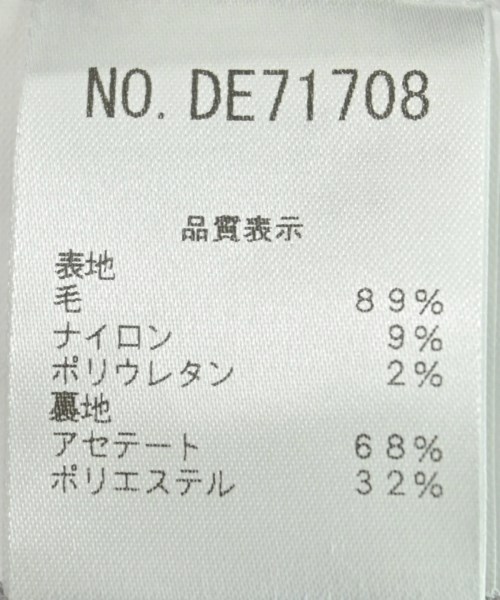 NO. DE71708
品質表示
表地
毛 89%
ナイロン 9%
ポリウレタン 2%
裏地
アセテート 68%
ポリエステル 32%